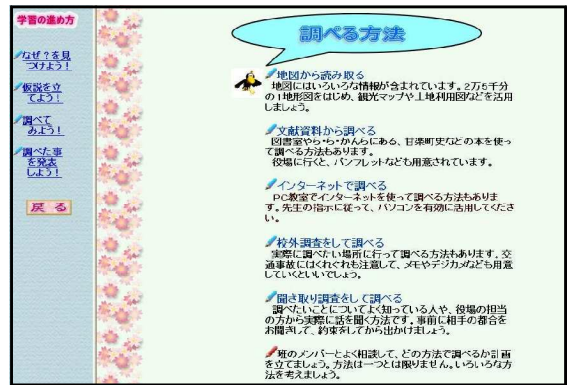 学習の進め方
なぜ？を見
つけよう！
仮説を立
てよう！
調べて
みよう！
調べた事
を発表
しよう！
戻る
調べる方法
地図から読み取る
地図にはいろいろな情報が含まれています。2万5千分
の1地形図をはじめ、観光マップや土地利用図などを活用
しましょう。
文献資料から調べる
図書室やら・ら・かんらにある、甘楽町史などの本を使っ
て調べる方法もあります。
役場に行くと、パンフレットなども用意されています。
インターネットで調べる
PC教室でインターネットを使って調べる方法もありま
す。先生の指示に従って、パソコンを有効に活用してくださ
い。
校外調査をして調べる
実際に調べたい場所に行って調べる方法もあります。交
通事故にはくれぐれも注意して、メモやデジカメなども用意
していくといいでしょう。
聞き取り調査をして調べる
調べたいことについてよく知っている人や、役場の担当
の方から実際に話を聞く方法です。事前に相手の都合を
お聞きして、約束をしてから出かけましょう。
班のメンバーとよく相談して、どの方法で調べるか計画
を立てましょう。方法は一つとは限りません。いろいろな方
法を考えましょう。